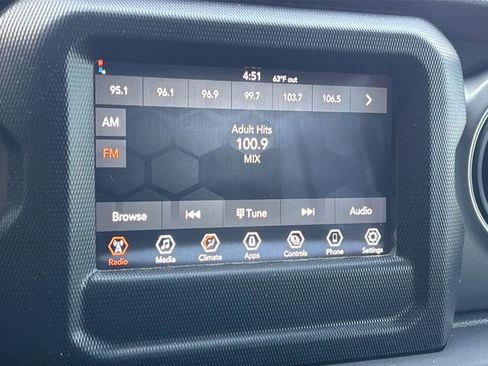 4:51 63°F out
95.1 96.1 96.9 99.7 103.7 106.5
AM
Adult Hits
100.9
FM
MIX
Browse Tune Audio
Radio Media Climate Apps Controls Phone Settings